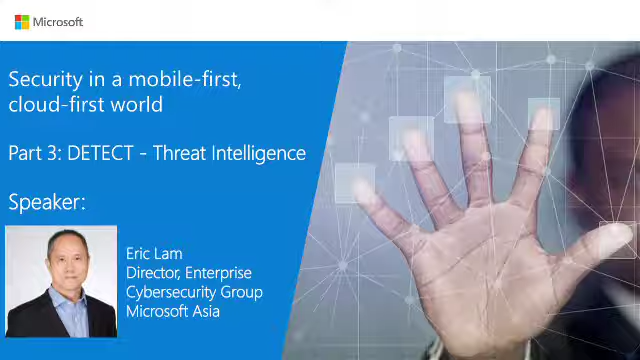 Microsoft
Security in a mobile-first,
cloud-first world
Part 3: DETECT - Threat Intelligence
Speaker:
Eric Lam
Director, Enterprise
Cybersecurity Group
Microsoft Asia